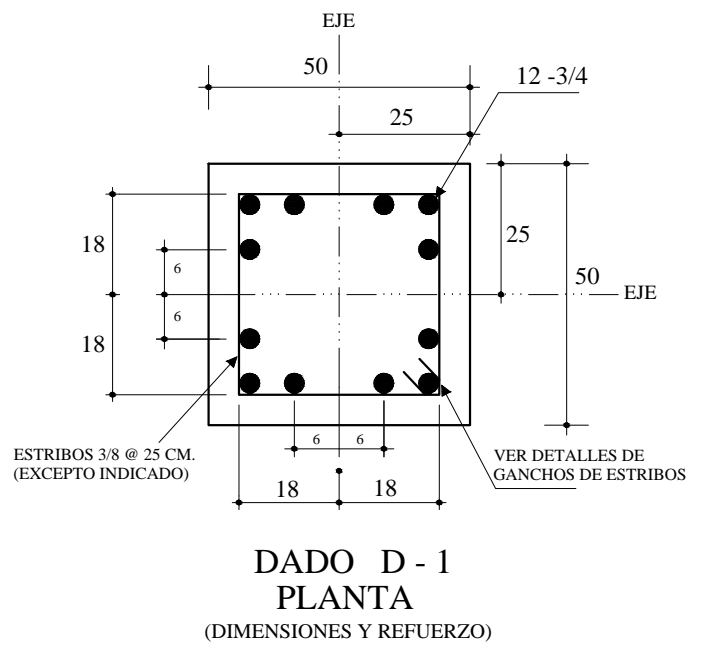 EJE
50
12 -3/4
25
18
6
25
50
EJE
6
18
ESTRIBOS 3/8 @ 25 CM.
(EXCEPTO INDICADO)
6
6
VER DETALLES DE
GANCHOS DE ESTRIBOS
18
18
DADO D - 1
PLANTA
(DIMENSIONES Y REFUERZO)